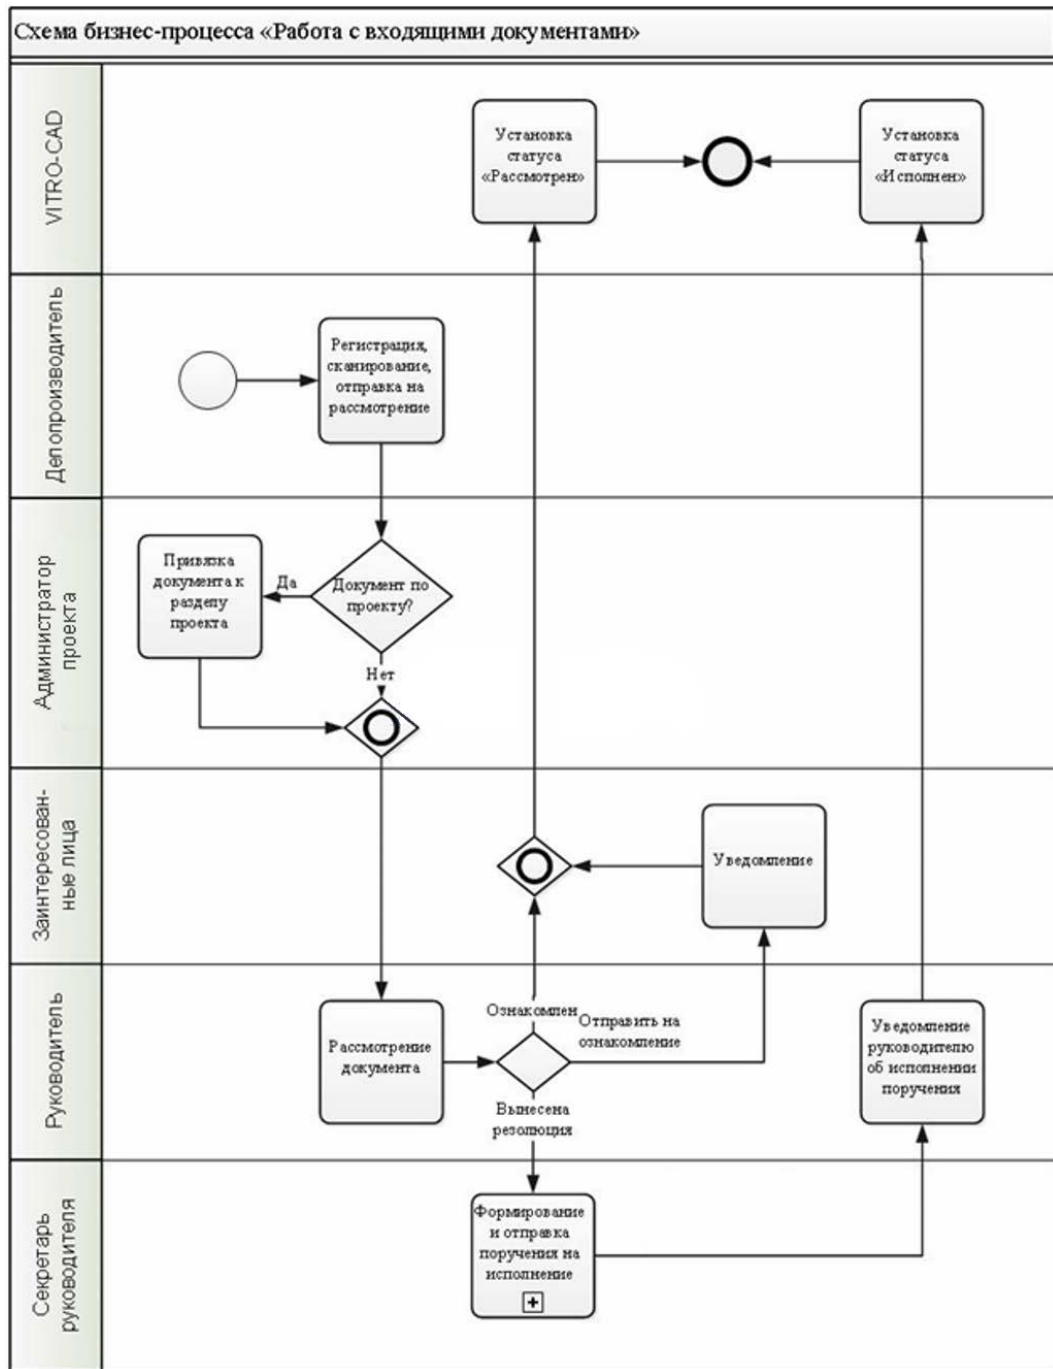 Схема бизнес-процесса «Работа с входящими документами»
VITRO-CAD
Установка
статуса
«Рассмотрен»
Установка
статуса
«Исполнен»
Делопроизводитель
Регистрация,
сканирование,
отправка на
рассмотрение
Администратор
проекта
Привязка
документа к
разделу
проекта
Да
Документ по
проекту?
Нет
Заинтересован-
ные лица
Уведомление
Руководитель
Рассмотрение
документа
Ознакомлен
Отправить на
ознакомление
Вынесена
резолюция
Уведомление
руководителю
об исполнении
поручения
Секретарь
руководителя
Формирование
и отправка
поручения на
исполнение